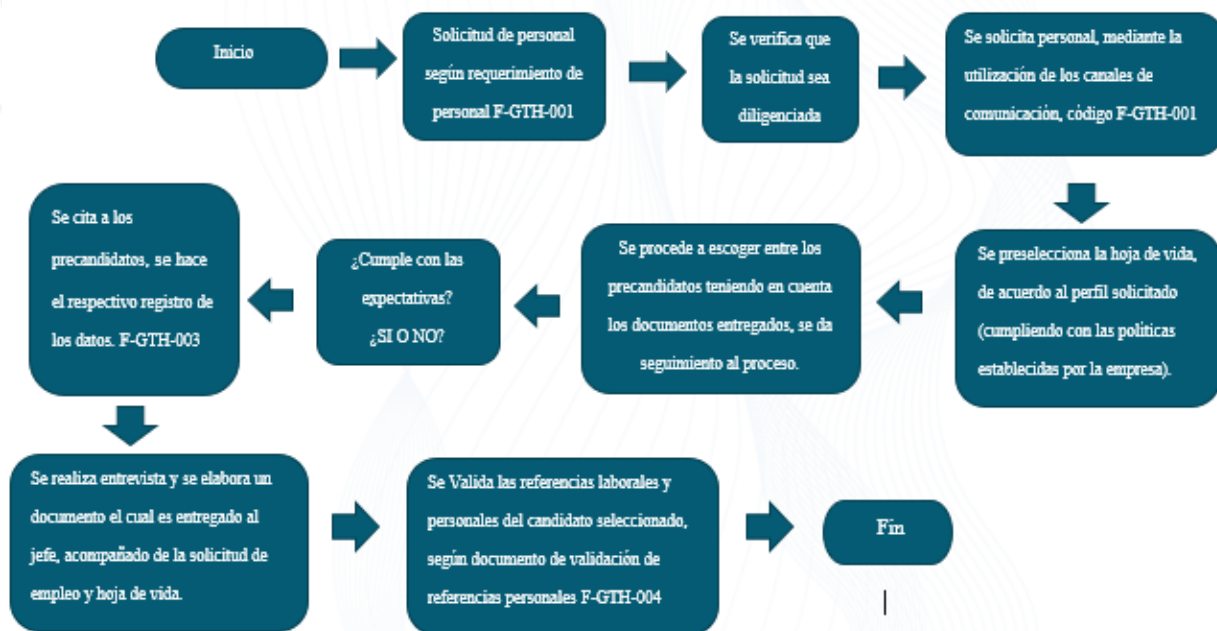 Inicio
Solicitud de personal
según requerimiento de
personal F-GTH-001
Se verifica que
la solicitud sea
diligenciada
Se solicita personal, mediante la
utilización de los canales de
comunicación, código F-GTH-001
Se preselecciona la hoja de vida,
de acuerdo al perfil solicitado
(cumpliendo con las políticas
establecidas por la empresa).
Se procede a escoger entre los
precandidatos teniendo en cuenta
los documentos entregados, se da
seguimiento al proceso.
¿Cumple con las
expectativas?
¿SI O NO?
Se cita a los
precandidatos, se hace
el respectivo registro de
los datos. F-GTH-003
Se realiza entrevista y se elabora un
documento el cual es entregado al
jefe, acompañado de la solicitud de
empleo y hoja de vida.
Se Valida las referencias laborales y
personales del candidato seleccionado,
según documento de validación de
referencias personales F-GTH-004
Fin